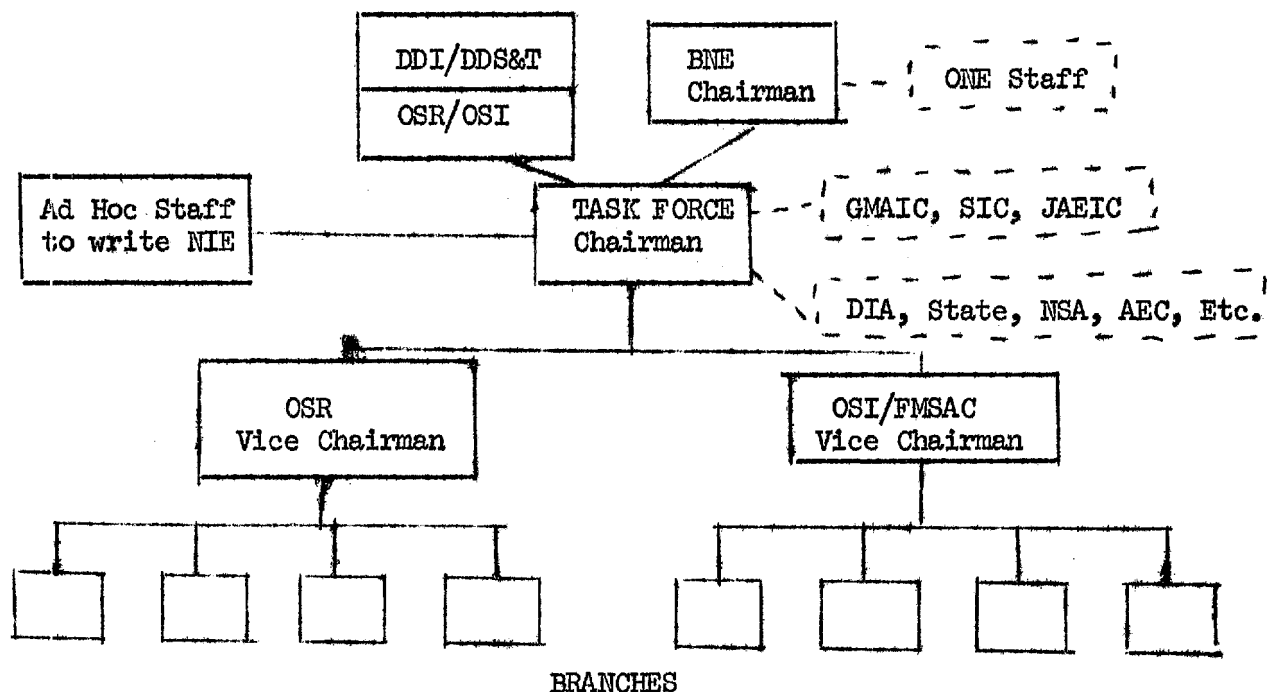 DDI/DDS&T
OSR/OSI
BNE
Chairman
ONE Staff
Ad Hoc Staff
to write NIE
TASK FORCE
Chairman
GMAIC, SIC, JAEIC
DIA, State, NSA, AEC, Etc.
OSR
Vice Chairman
OSI/FMSAC
Vice Chairman
BRANCHES